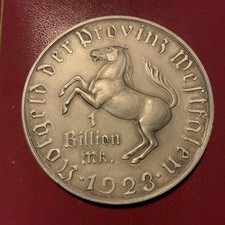 Notgeld der Provinz Westfalen
1
Billion
Mk.
·1923·